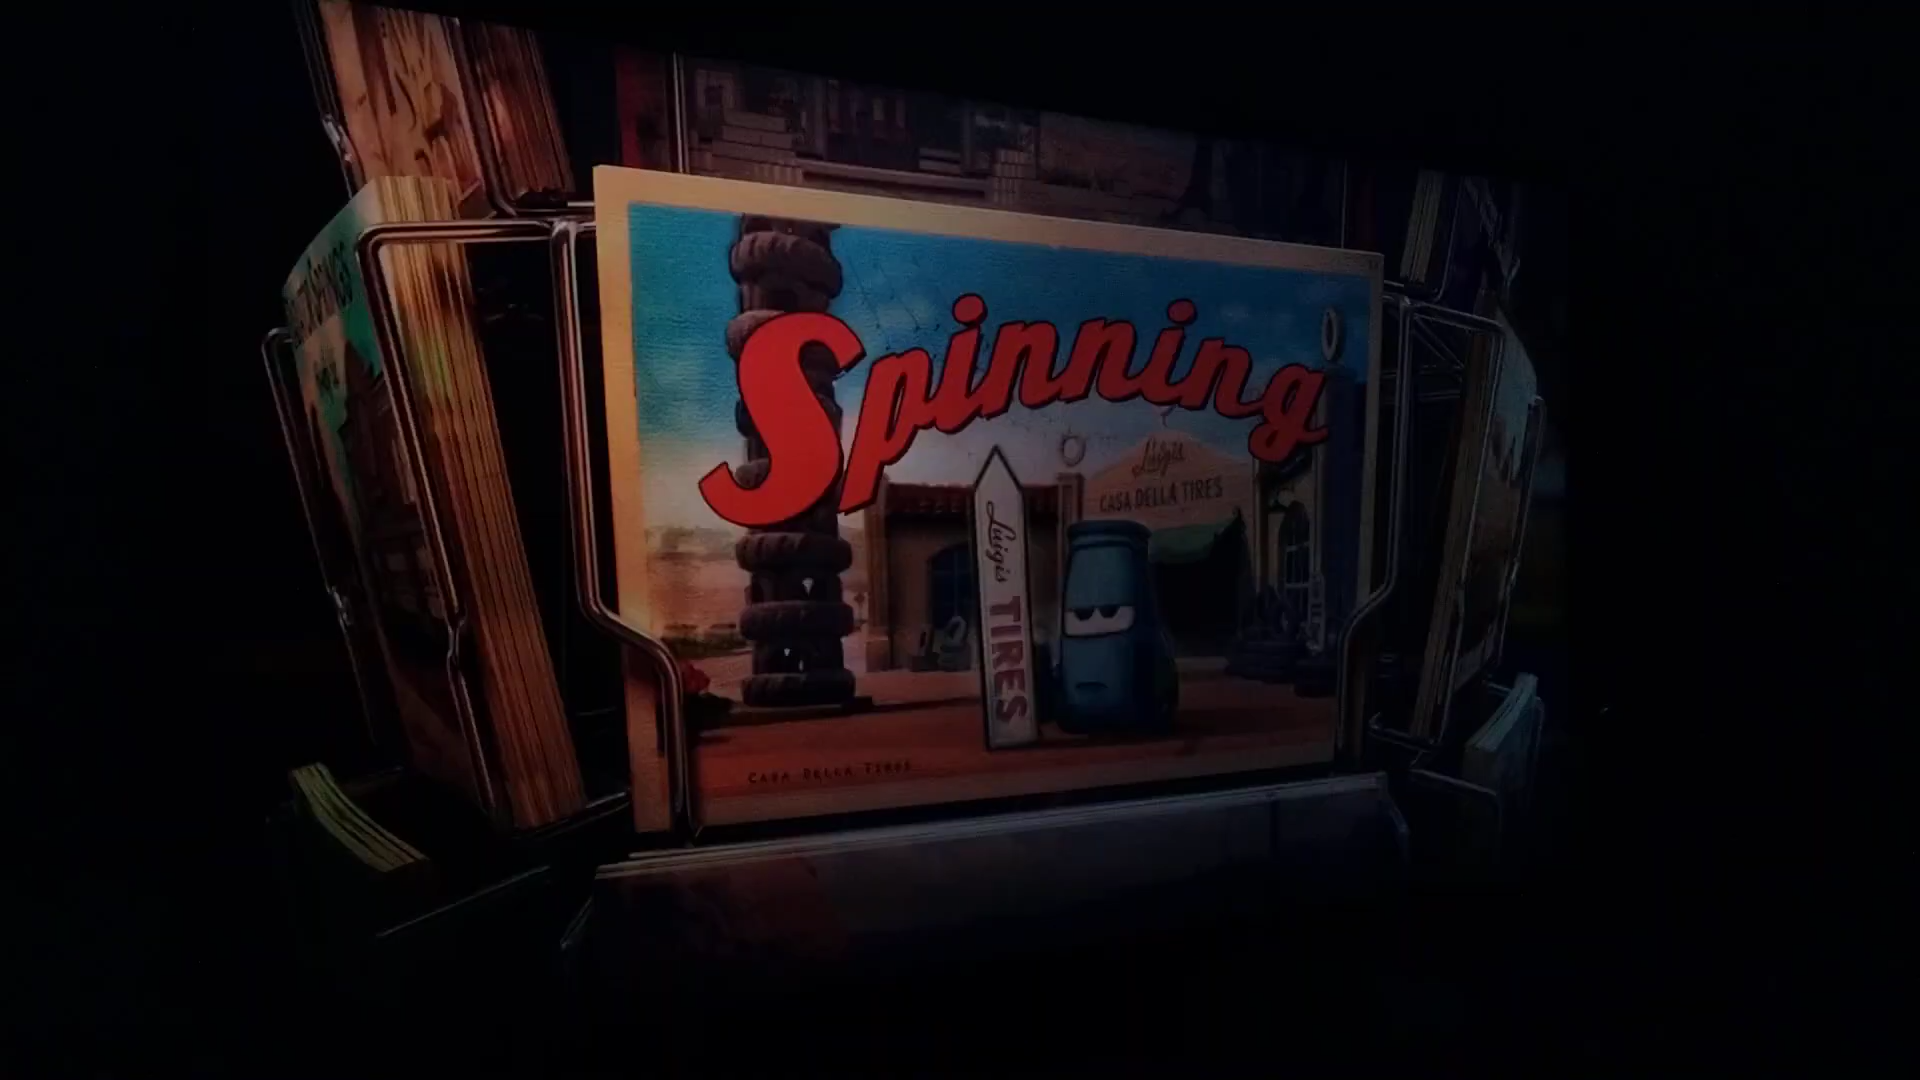 Spinning
Luigi's
CASA DELLA TIRES
Luigi's TIRES
CASA DELLA TIRES